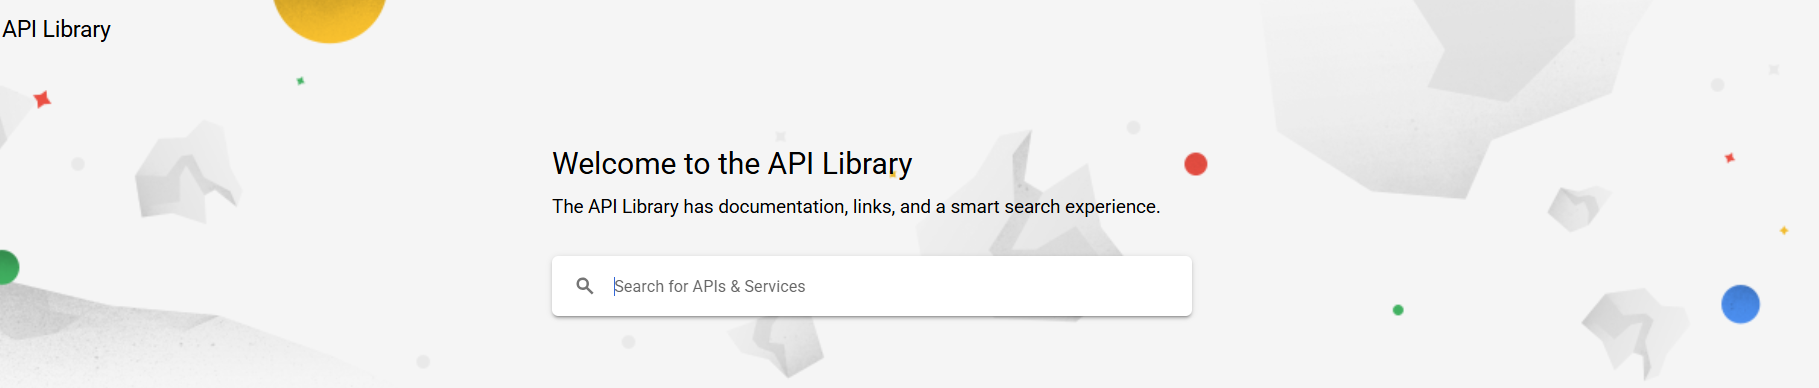 API Library
Welcome to the API Library
The API Library has documentation, links, and a smart search experience.
Search for APIs & Services